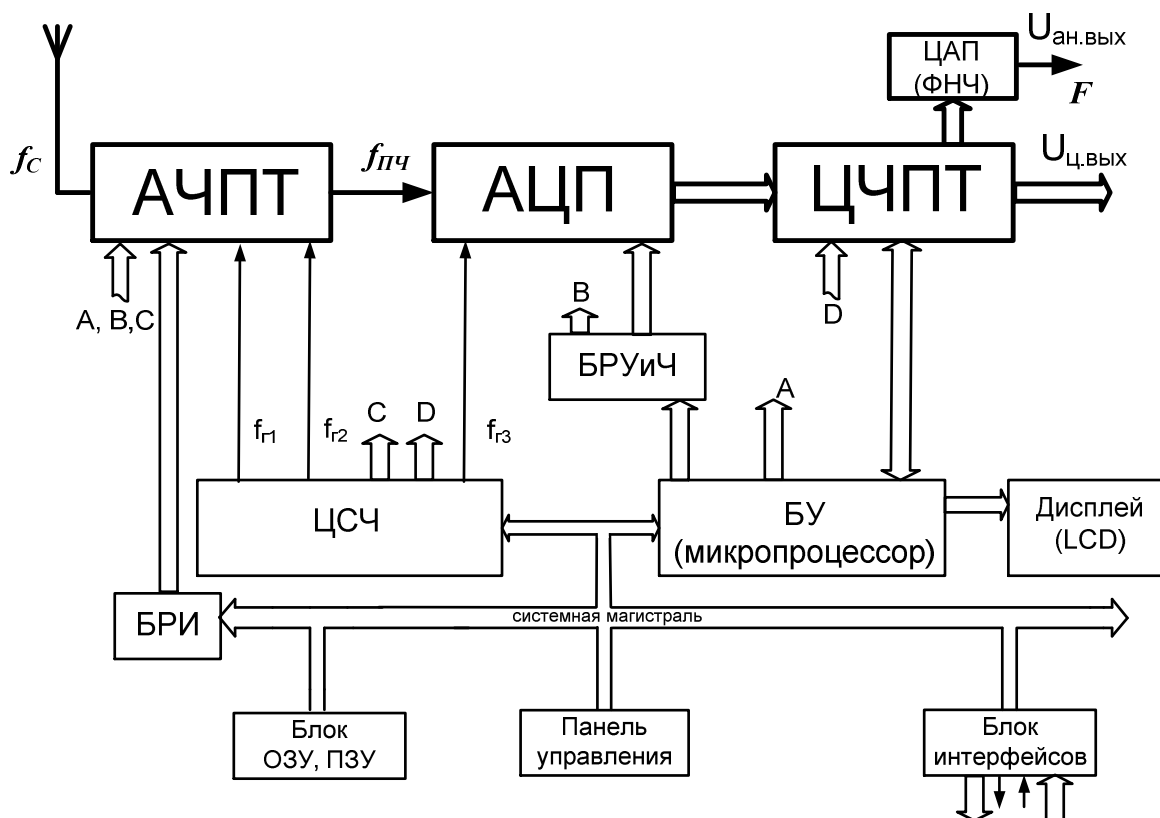 Uан.вых
ЦАП
(ФНЧ)
F
fС
АЧПТ
fПЧ
АЦП
ЦЧПТ
Uц.вых
A, B,C
B
D
БРУиЧ
A
fг1
fг2
C
D
fг3
ЦСЧ
БУ
(микропроцессор)
Дисплей
(LCD)
БРИ
системная магистраль
Блок
ОЗУ, ПЗУ
Панель
управления
Блок
интерфейсов